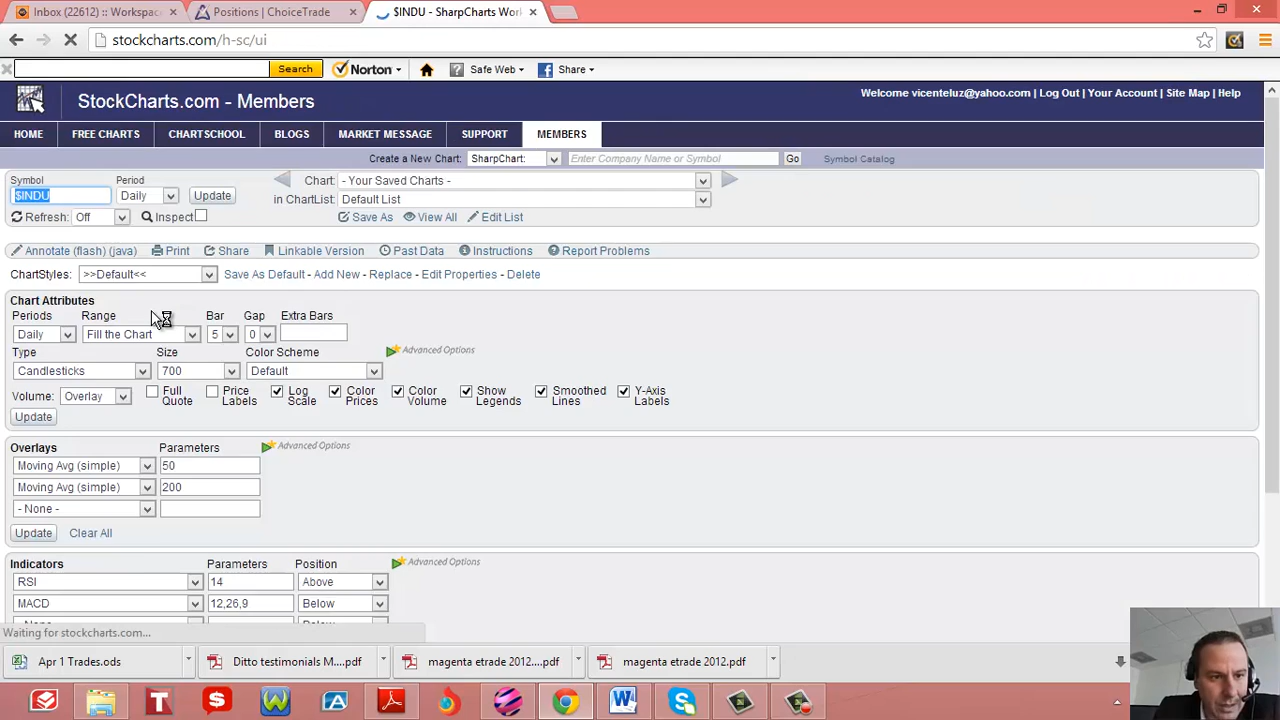 Inbox (22612) :: Workspac
Positions | ChoiceTrade
$INDU - SharpCharts Wor
stockcharts.com/h-sc/ui
Search
Norton
Safe Web
Share
StockCharts.com - Members
Welcome vicenteluz@yahoo.com | Log Out | Your Account | Site Map | Help
HOME FREE CHARTS CHARTSCHOOL BLOGS MARKET MESSAGE SUPPORT MEMBERS
Create a New Chart: SharpChart: Enter Company Name or Symbol Go Symbol Catalog
Symbol Period
$INDU Daily Update
Chart: - Your Saved Charts -
in ChartList: Default List
Refresh: Off Inspect
Save As View All Edit List
Annotate (flash) (java) Print Share Linkable Version Past Data Instructions Report Problems
ChartStyles: >>Default<< Save As Default - Add New - Replace - Edit Properties - Delete
Chart Attributes
Periods Range Bar Gap Extra Bars
Daily Fill the Chart 5 0
Type Size Color Scheme Advanced Options
Candlesticks 700 Default
Volume: Overlay Full Quote Price Labels Log Scale Color Prices Color Volume Show Legends Smoothed Lines Y-Axis Labels
Update
Overlays Parameters Advanced Options
Moving Avg (simple) 50
Moving Avg (simple) 200
- None -
Update Clear All
Indicators Parameters Position Advanced Options
RSI 14 Above
MACD 12,26,9 Below
Waiting for stockcharts.com...
Apr 1 Trades.ods
Ditto testimonials M....pdf
magenta etrade 2012....pdf
magenta etrade 2012.pdf